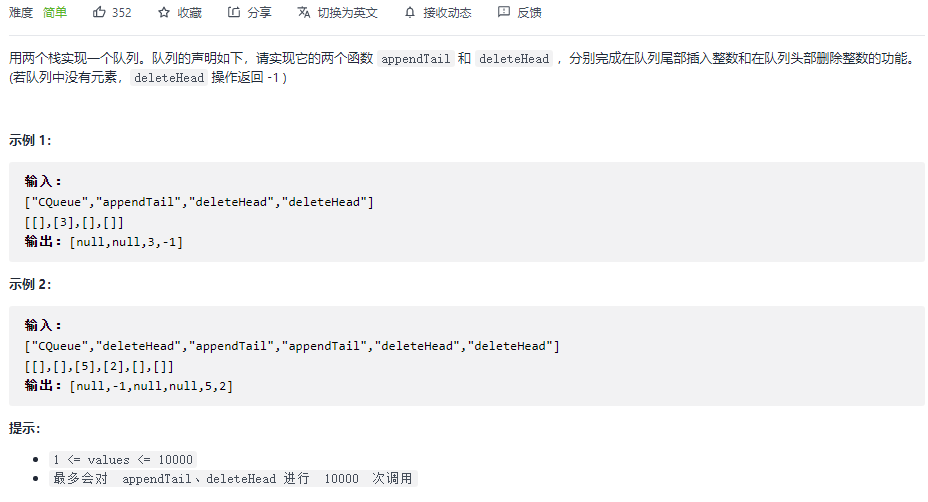 难度 简单 352 收藏 分享 切换为英文 接收动态 反馈
用两个栈实现一个队列。队列的声明如下，请实现它的两个函数 appendTail 和 deleteHead ，分别完成在队列尾部插入整数和在队列头部删除整数的功能。
(若队列中没有元素，deleteHead 操作返回 -1 )
示例 1：
输入：
["CQueue","appendTail","deleteHead","deleteHead"]
[[],[3],[],[]]
输出：[null,null,3,-1]
示例 2：
输入：
["CQueue","deleteHead","appendTail","appendTail","deleteHead","deleteHead"]
[[],[],[5],[2],[],[]]
输出：[null,-1,null,null,5,2]
提示：
1 <= values <= 10000
最多会对 appendTail、deleteHead 进行 10000 次调用